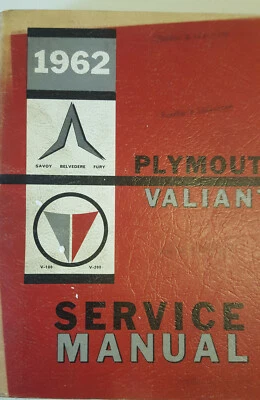 1962
SAVOY BELVEDERE FURY
PLYMOUT
VALIANT
V-100 V-200
SERVICE
MANUAL